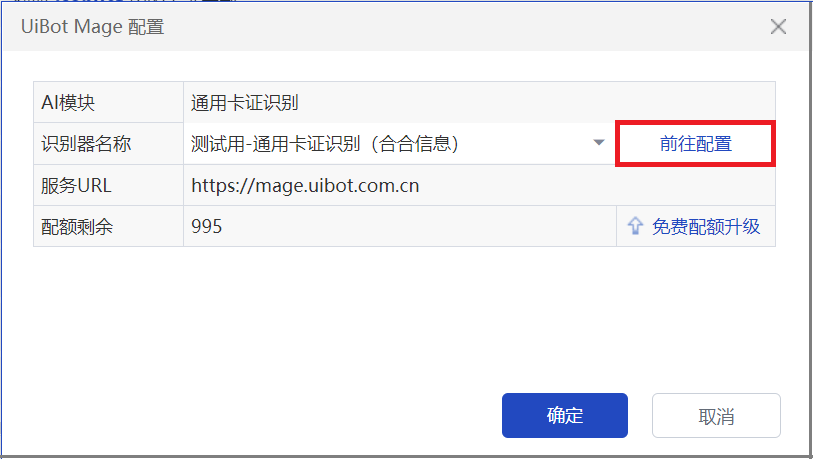 UiBot Mage 配置
AI模块 通用卡证识别
识别器名称 测试用-通用卡证识别（合合信息） 前往配置
服务URL https://mage.uibot.com.cn
配额剩余 995 免费配额升级
确定 取消